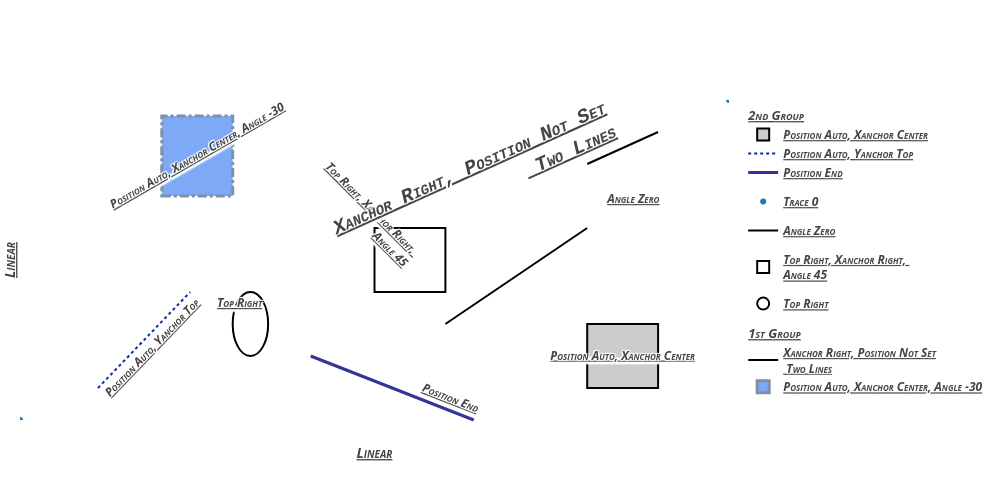 Position Auto, Xanchor Center, Angle -30
Xanchor Right, Position Not Set
Two Lines
Top Right, Xanchor Right,
Angle 45
Angle Zero
Linear
Position Auto, Yanchor Top
Top Right
Position Auto, Xanchor Center
Position End
Linear
2nd Group
Position Auto, Xanchor Center
Position Auto, Yanchor Top
Position End
Trace 0
Angle Zero
Top Right, Xanchor Right,
Angle 45
Top Right
1st Group
Xanchor Right, Position Not Set
Two Lines
Position Auto, Xanchor Center, Angle -30